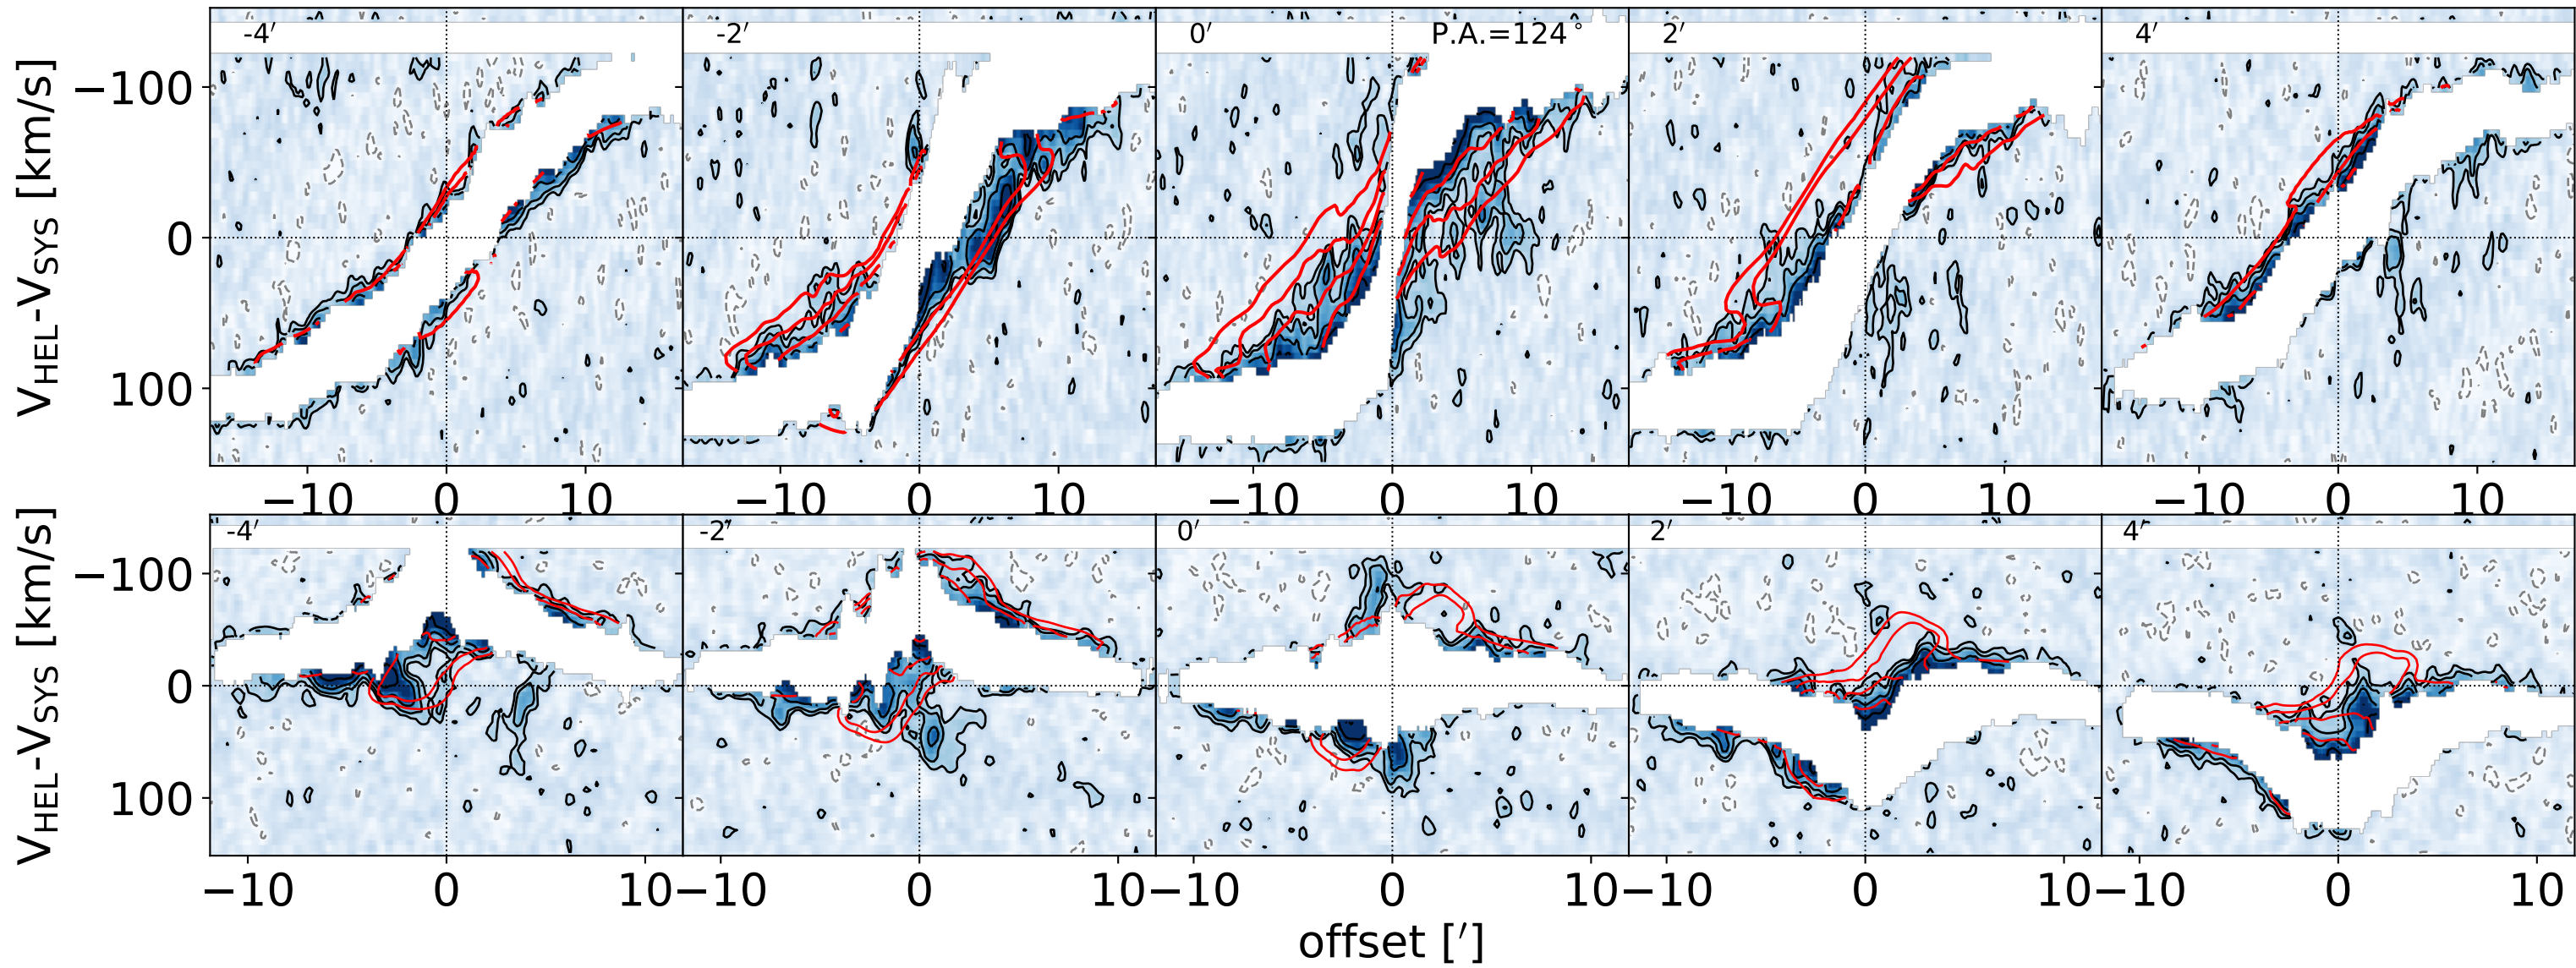 -4′ -2′ 0′ P.A.=124° 2′ 4′
V_HEL-V_SYS [km/s]
−100
0
100
−10 0 10 −10 0 10 −10 0 10 −10 0 10 −10 0 10
-4′ -2′ 0′ 2′ 4′
V_HEL-V_SYS [km/s]
−100
0
100
−10 0 10 −10 0 10 −10 0 10 −10 0 10 −10 0 10
offset [′]